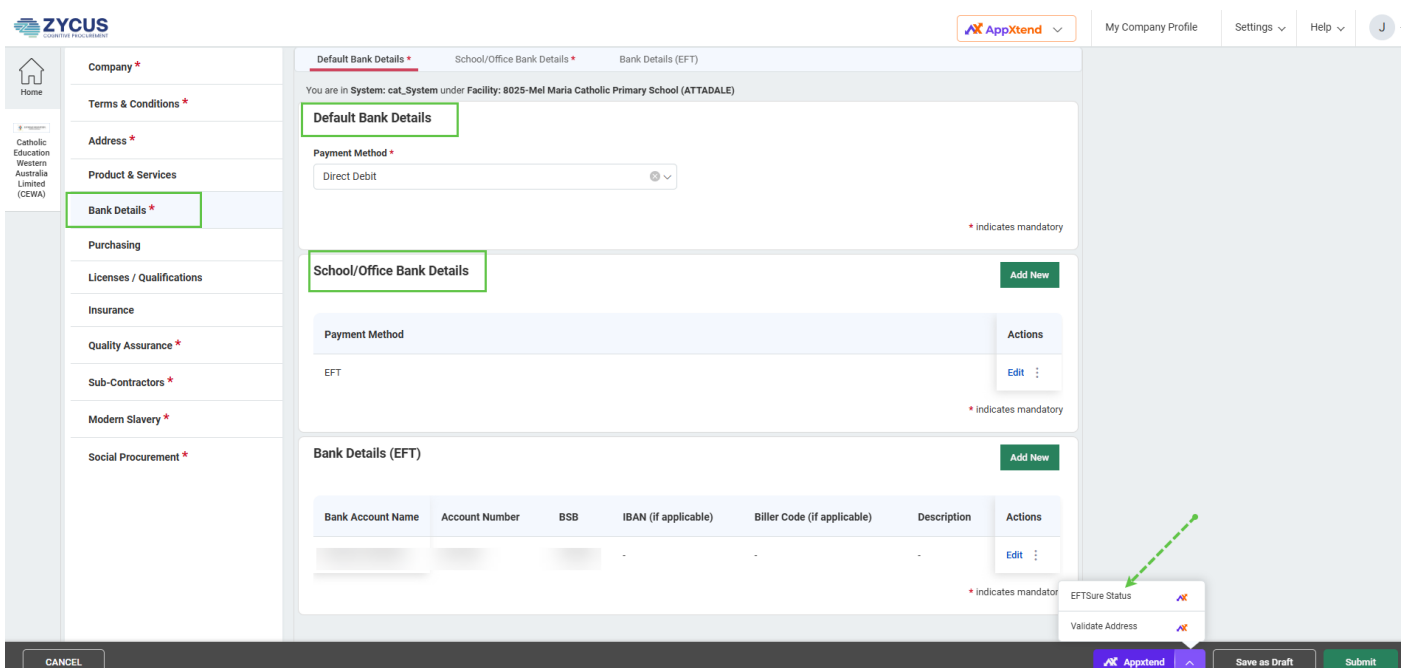 ZYCUS
COGNITIVE PROCUREMENT
AppXtend
My Company Profile
Settings
Help
J
Home
Catholic
Education
Western
Australia
Limited
(CEWA)
Company *
Terms & Conditions *
Address *
Product & Services
Bank Details *
Purchasing
Licenses / Qualifications
Insurance
Quality Assurance *
Sub-Contractors *
Modern Slavery *
Social Procurement *
Default Bank Details *
School/Office Bank Details *
Bank Details (EFT)
You are in System: cat_System under Facility: 8025-Mel Maria Catholic Primary School (ATTADALE)
Default Bank Details
Payment Method *
Direct Debit
* indicates mandatory
School/Office Bank Details
Add New
Payment Method Actions
EFT Edit
* indicates mandatory
Bank Details (EFT)
Add New
Bank Account Name Account Number BSB IBAN (if applicable) Biller Code (if applicable) Description Actions
- - - Edit
* indicates mandator
EFTSure Status
Validate Address
CANCEL
Appxtend
Save as Draft
Submit